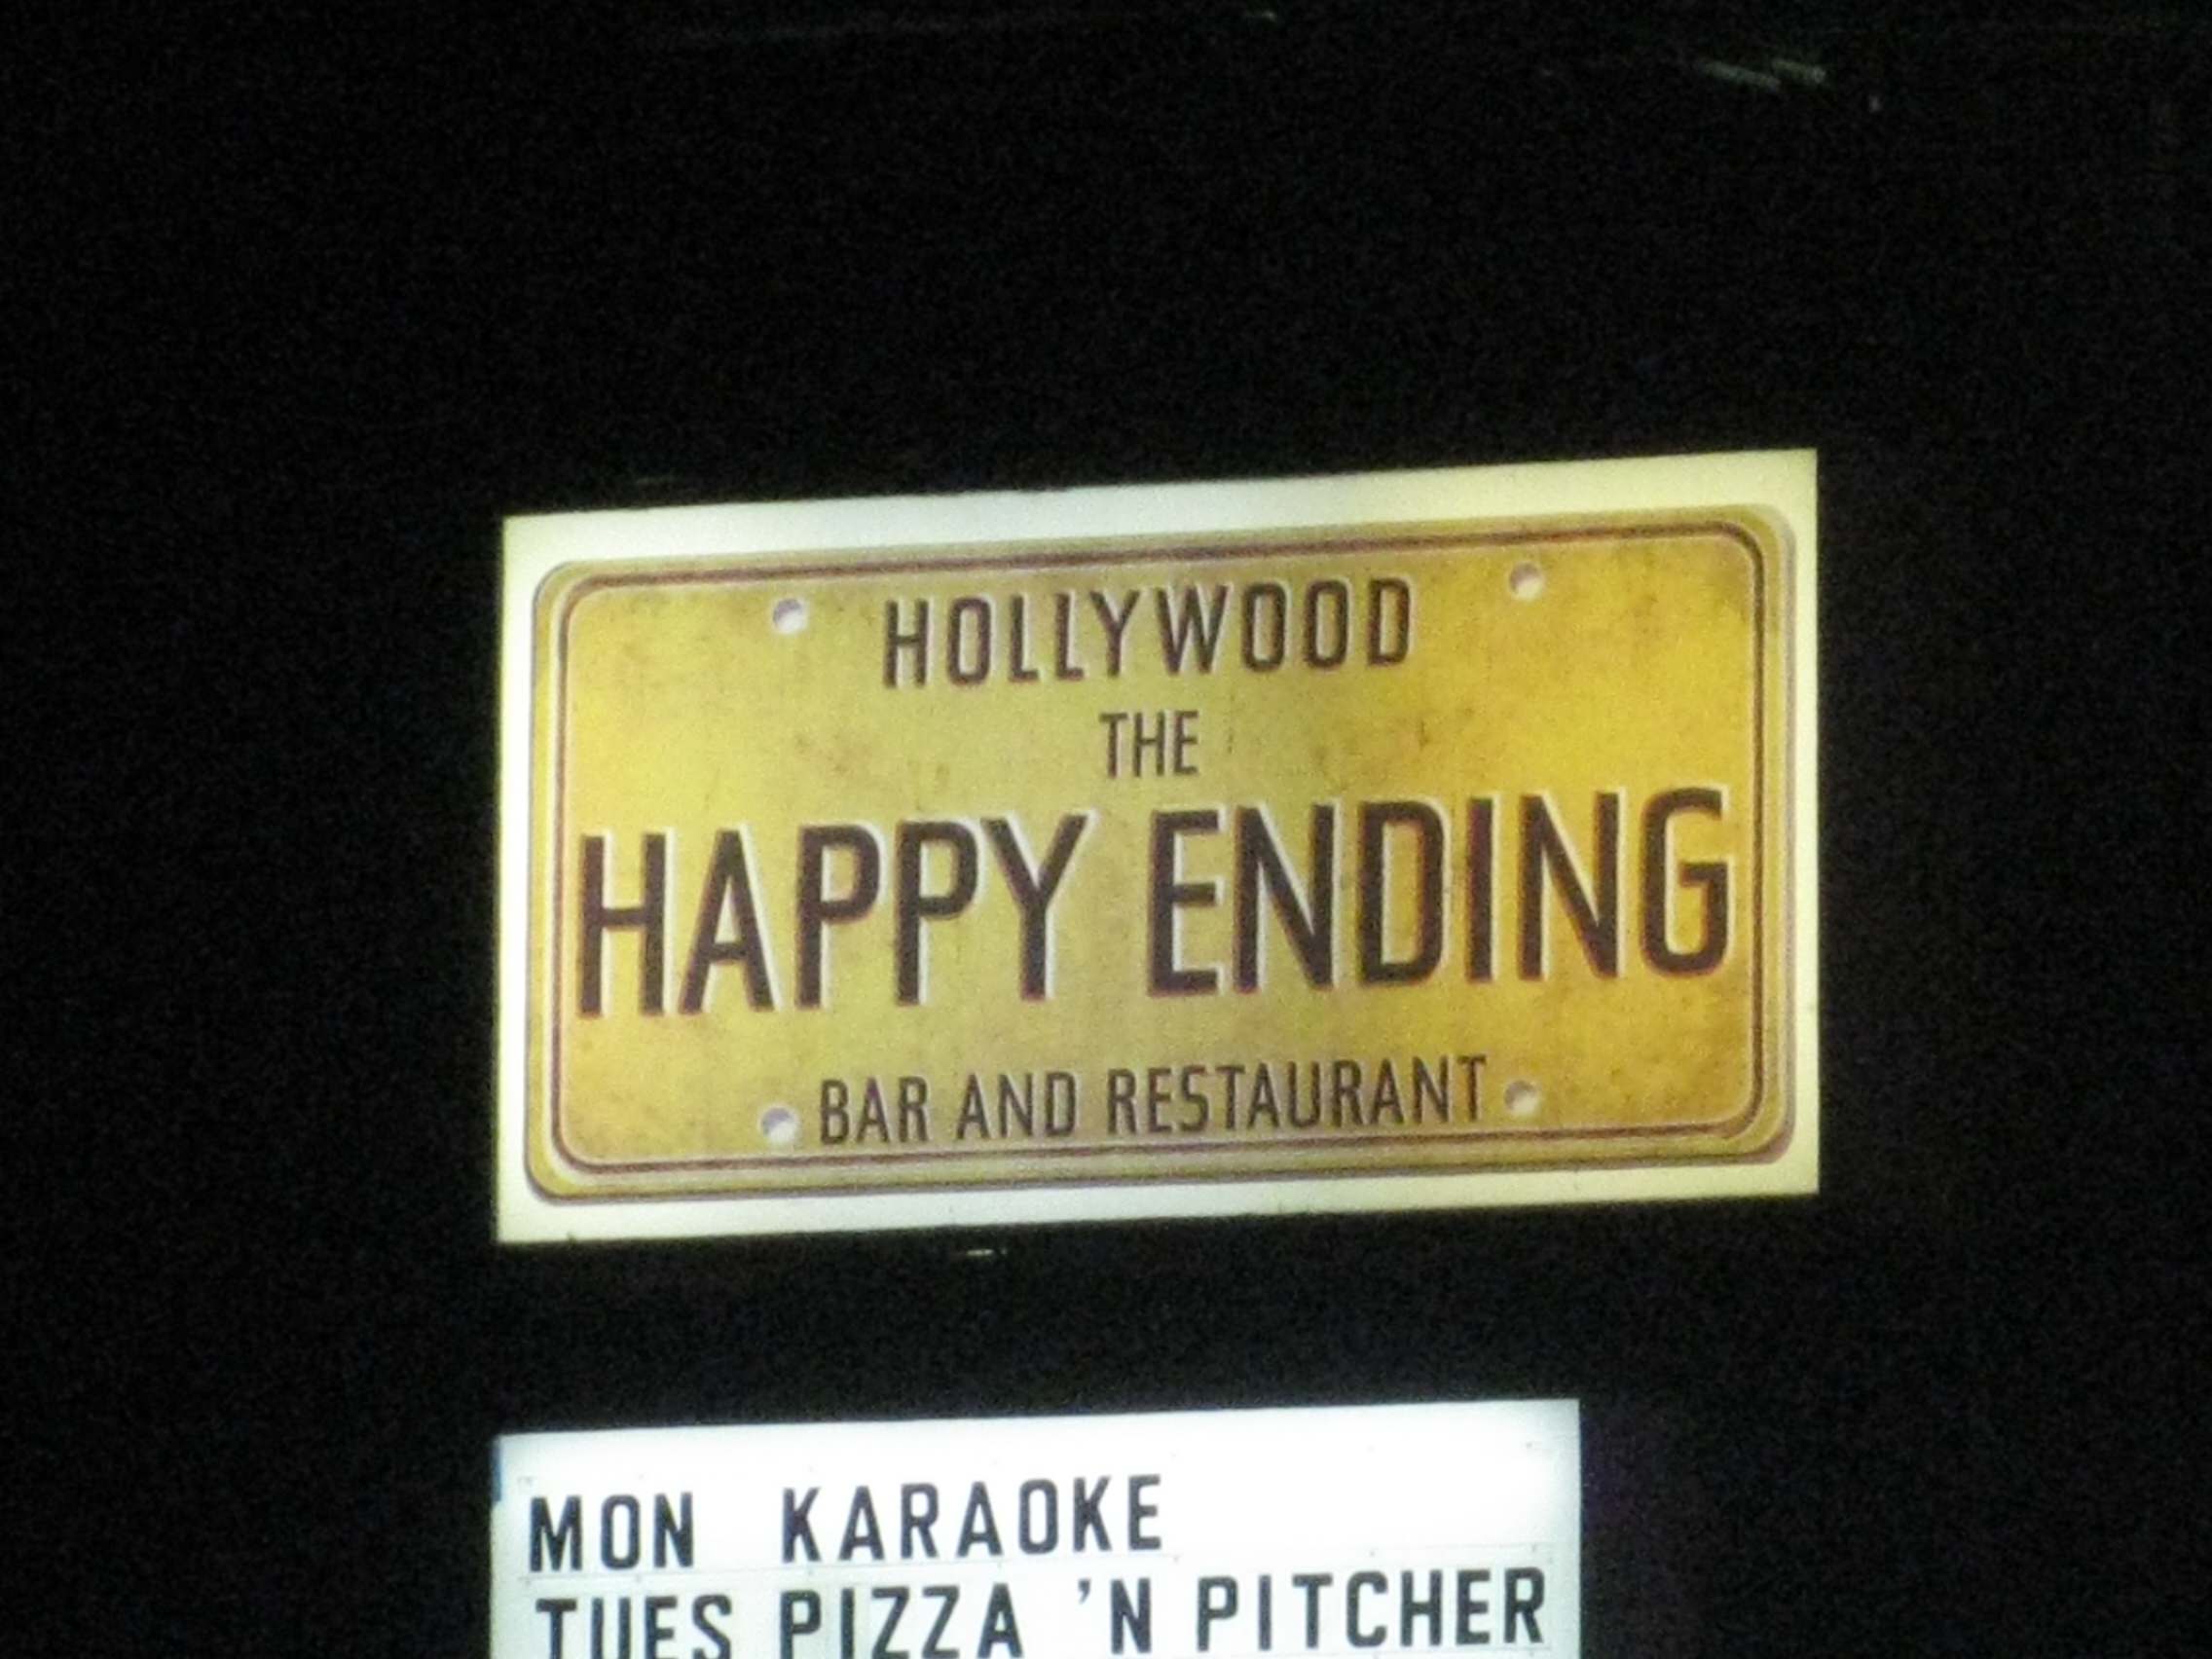 HOLLYWOOD
THE
HAPPY ENDING
BAR AND RESTAURANT
MON KARAOKE
TUES PIZZA 'N PITCHER